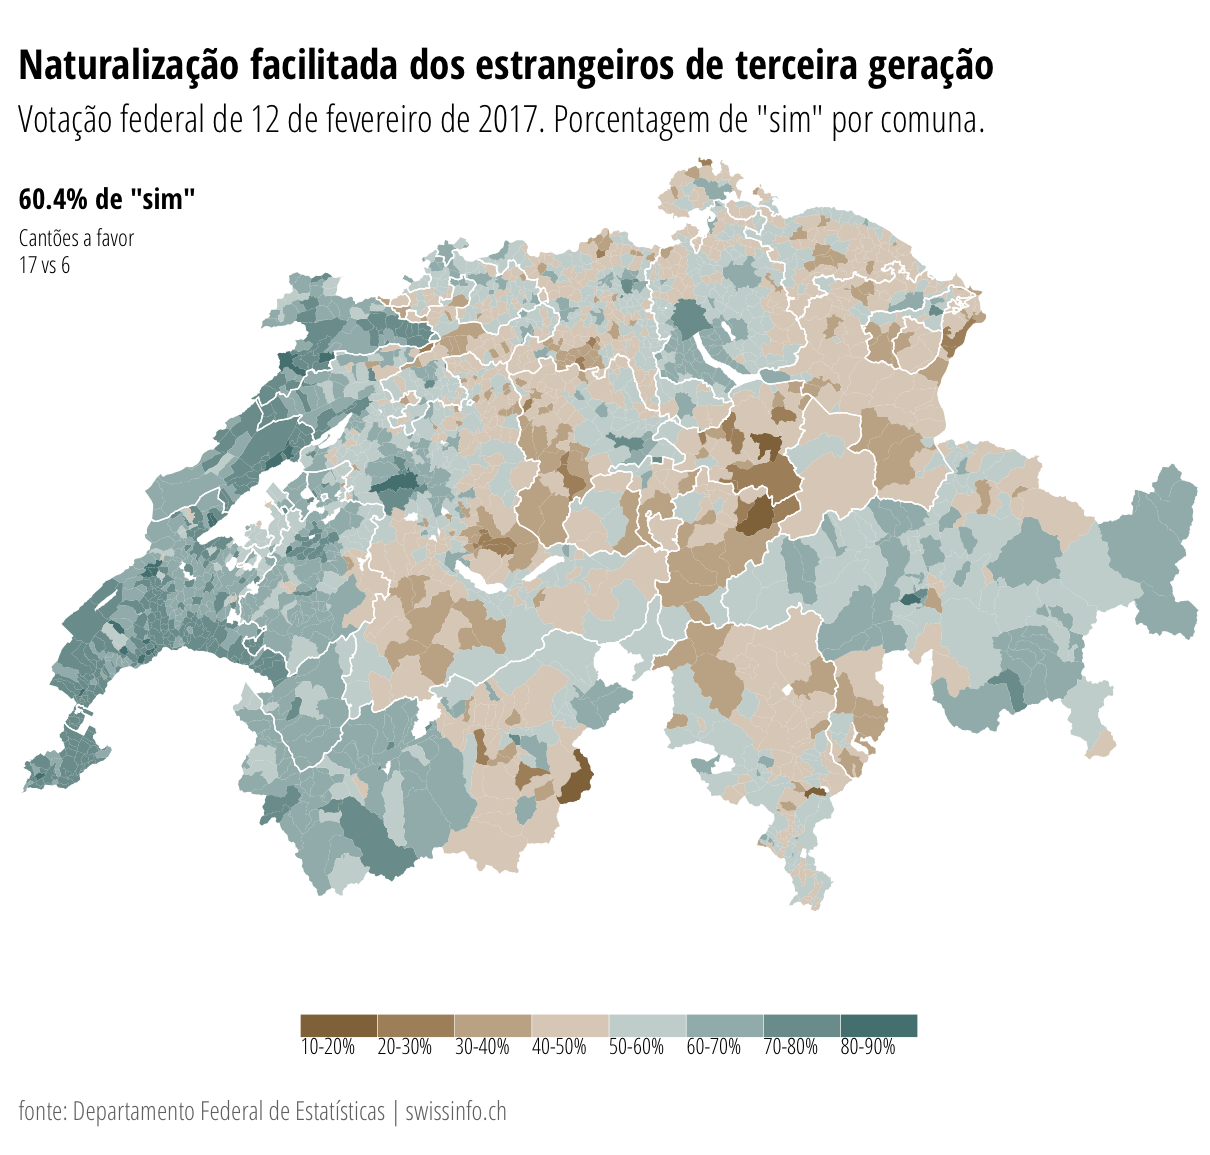 Naturalização facilitada dos estrangeiros de terceira geração
Votação federal de 12 de fevereiro de 2017. Porcentagem de "sim" por comuna.
60.4% de "sim"
Cantões a favor
17 vs 6
10-20% 20-30% 30-40% 40-50% 50-60% 60-70% 70-80% 80-90%
fonte: Departamento Federal de Estatísticas | swissinfo.ch